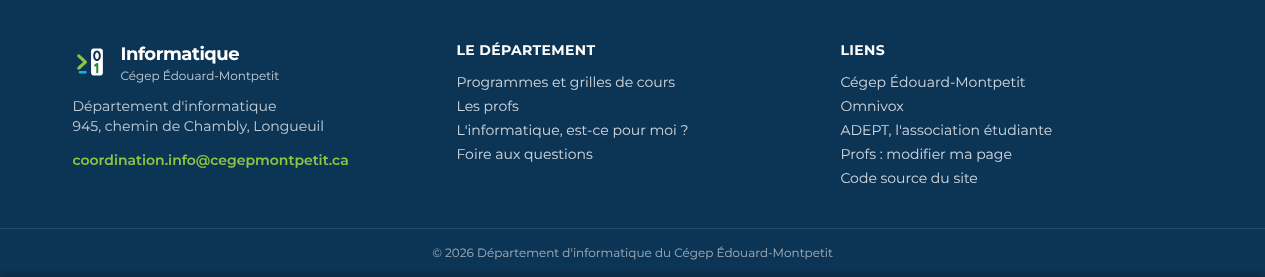 01
Informatique
Cégep Édouard-Montpetit
Département d'informatique
945, chemin de Chambly, Longueuil
coordination.info@cegepmontpetit.ca
LE DÉPARTEMENT
Programmes et grilles de cours
Les profs
L'informatique, est-ce pour moi ?
Foire aux questions
LIENS
Cégep Édouard-Montpetit
Omnivox
ADEPT, l'association étudiante
Profs : modifier ma page
Code source du site
© 2026 Département d'informatique du Cégep Édouard-Montpetit